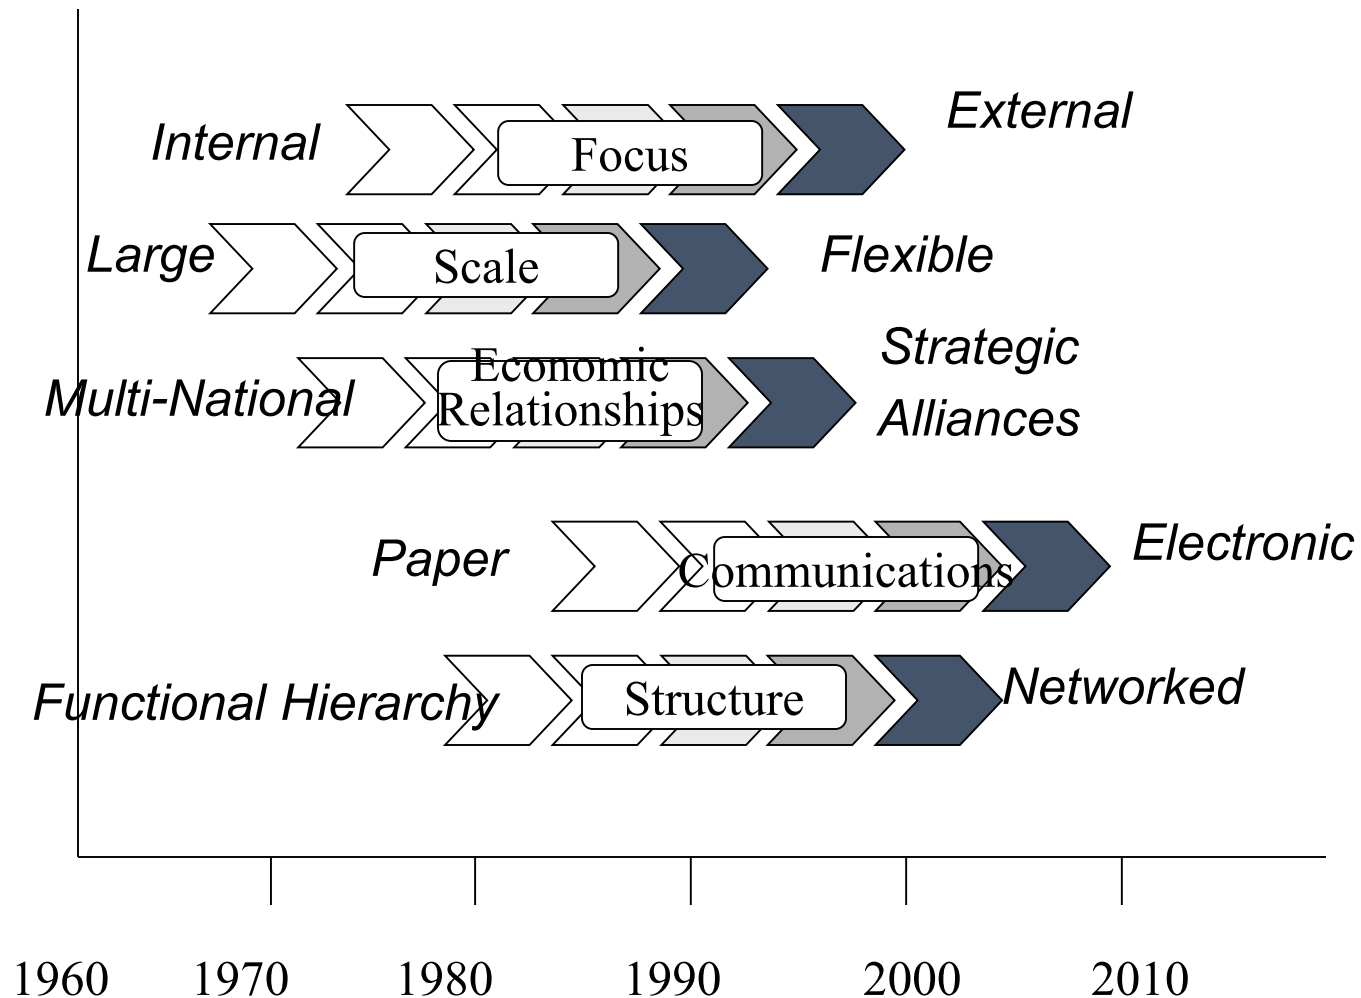 Internal
Focus
External
Large
Scale
Flexible
Multi-National
Economic
Relationships
Strategic
Alliances
Paper
Communications
Electronic
Functional Hierarchy
Structure
Networked
1960 1970 1980 1990 2000 2010